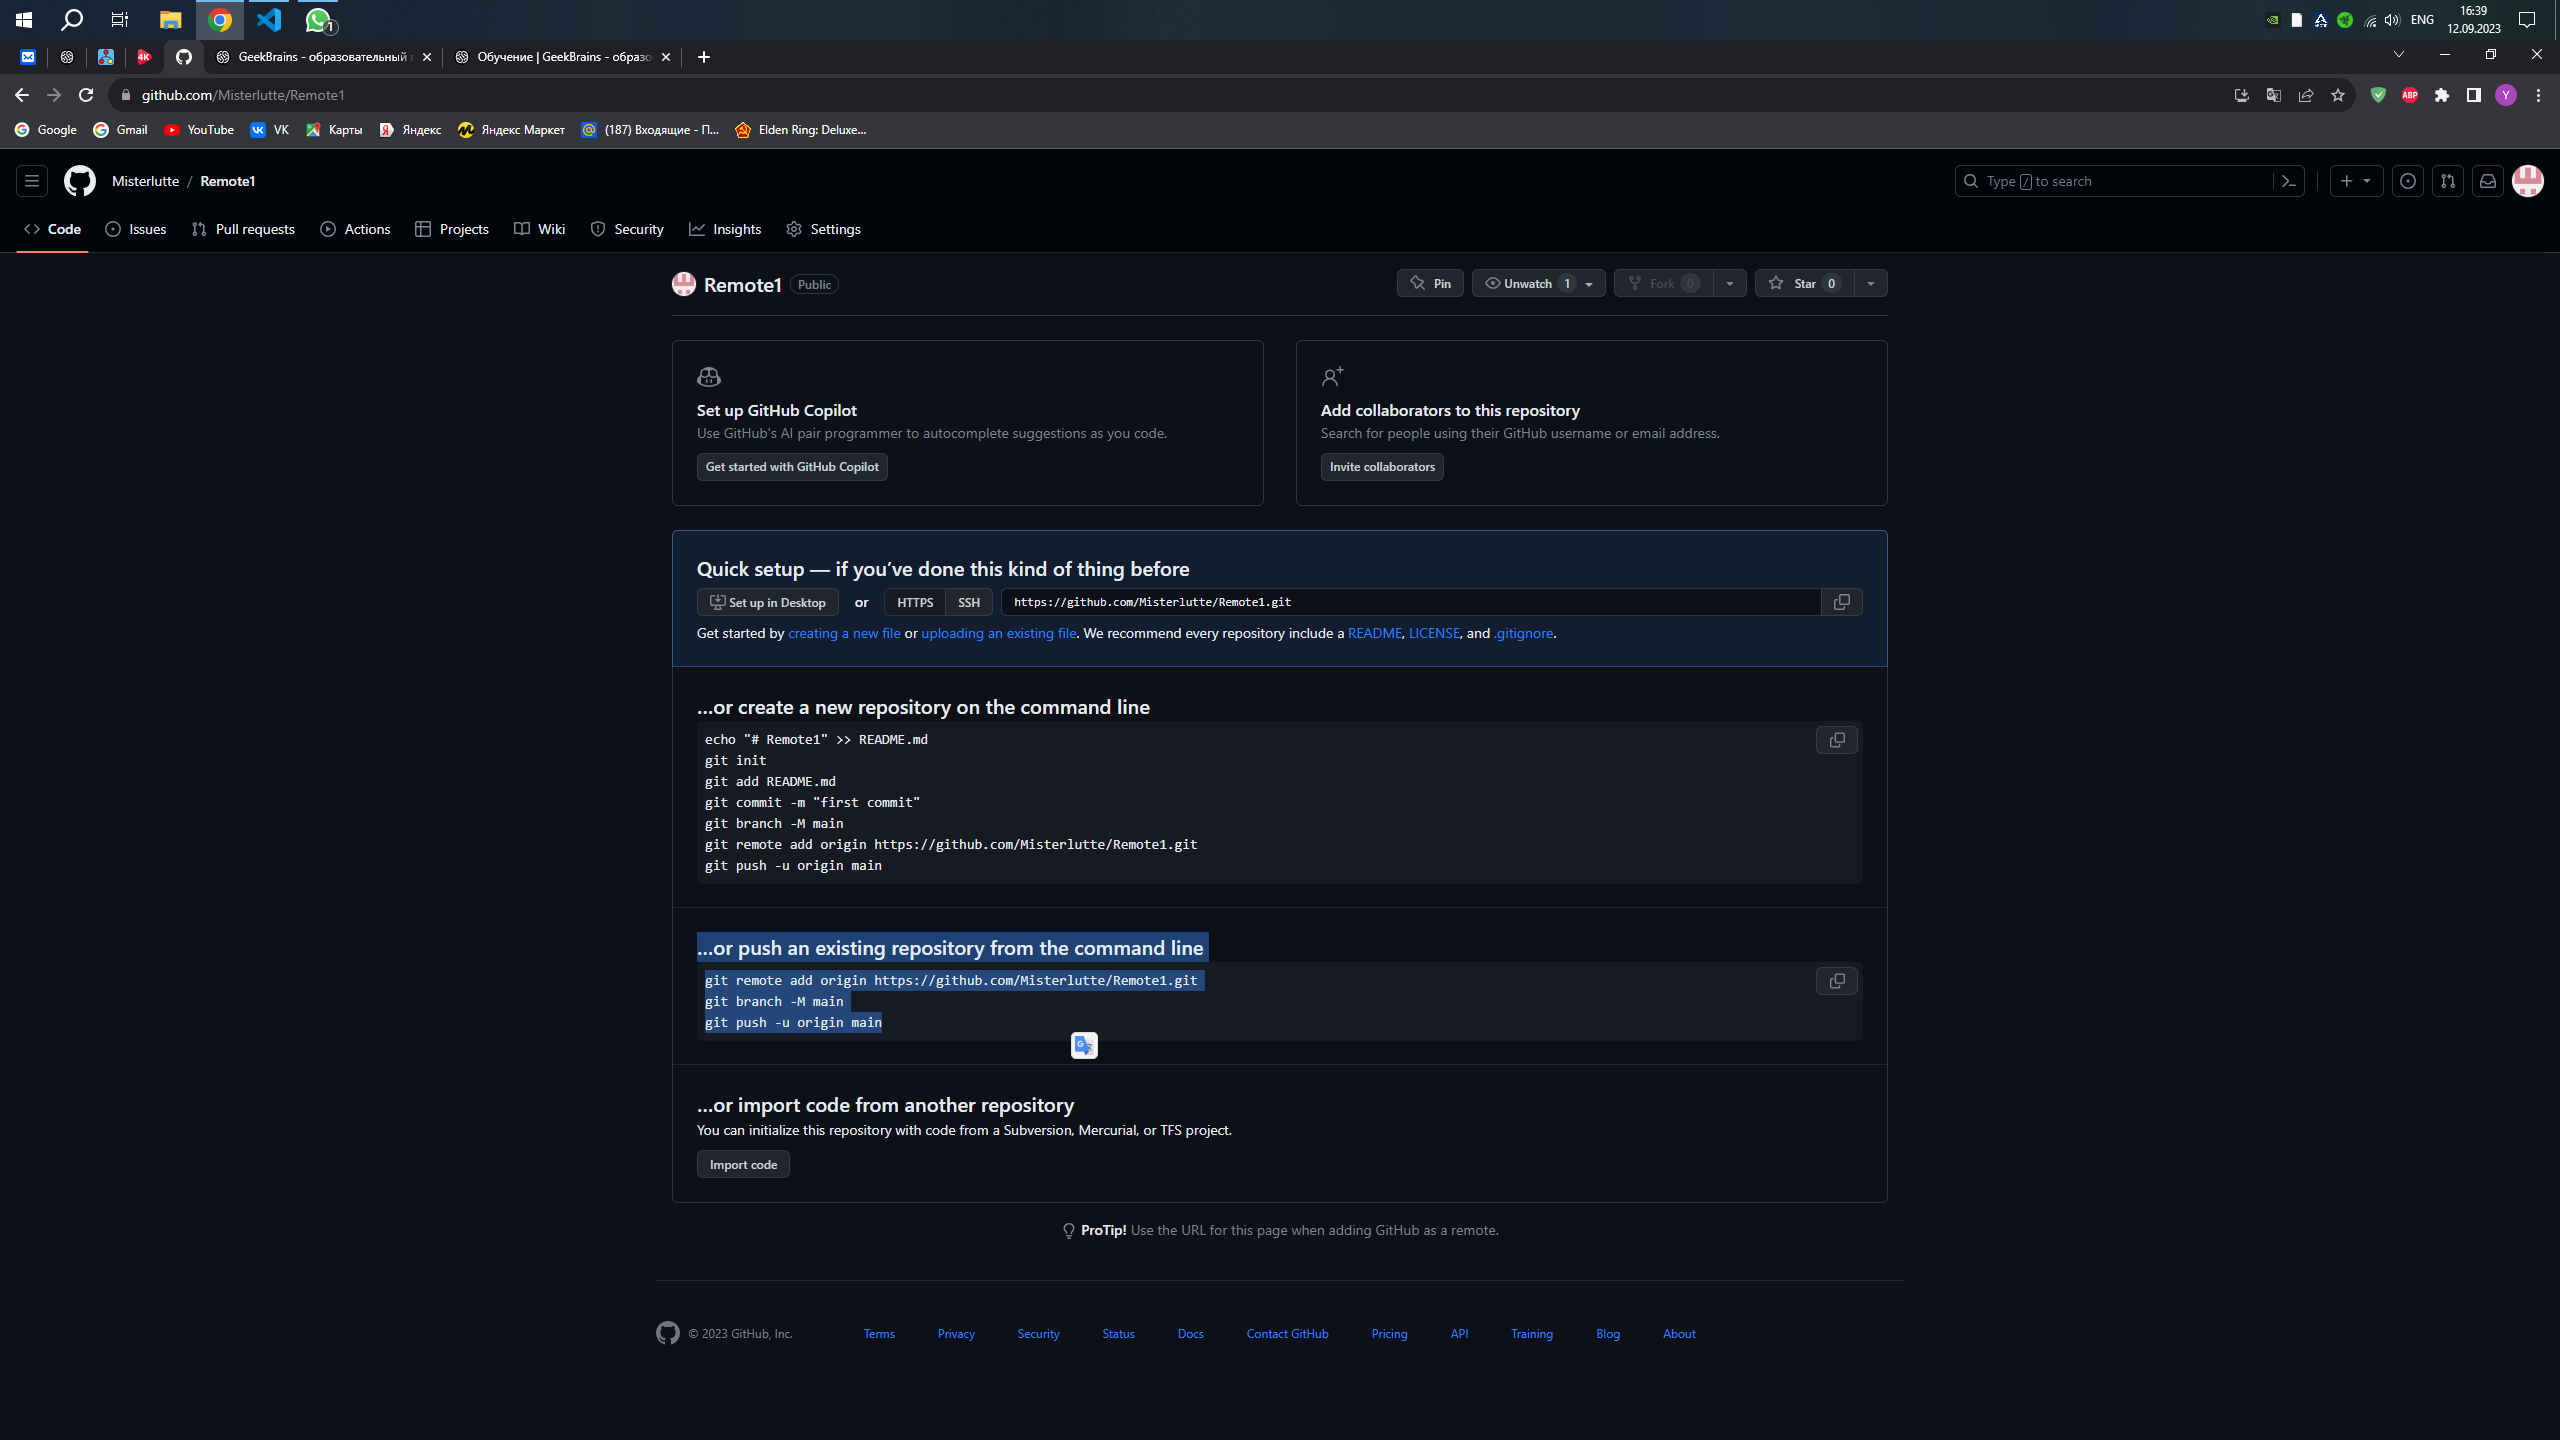 1
ENG
16:39
12.09.2023
4K
GeekBrains - образовательный
Обучение | GeekBrains - образо
github.com/Misterlutte/Remote1
ABP
Y
Google
Gmail
YouTube
VK
Карты
Яндекс
Яндекс Маркет
(187) Входящие - П...
Elden Ring: Deluxe...
Misterlutte / Remote1
Type / to search
Code
Issues
Pull requests
Actions
Projects
Wiki
Security
Insights
Settings
Remote1 Public
Pin
Unwatch 1
Fork 0
Star 0
Set up GitHub Copilot
Use GitHub's AI pair programmer to autocomplete suggestions as you code.
Get started with GitHub Copilot
Add collaborators to this repository
Search for people using their GitHub username or email address.
Invite collaborators
Quick setup — if you’ve done this kind of thing before
Set up in Desktop or HTTPS SSH https://github.com/Misterlutte/Remote1.git
Get started by creating a new file or uploading an existing file. We recommend every repository include a README, LICENSE, and .gitignore.
…or create a new repository on the command line
echo "# Remote1" >> README.md
git init
git add README.md
git commit -m "first commit"
git branch -M main
git remote add origin https://github.com/Misterlutte/Remote1.git
git push -u origin main
…or push an existing repository from the command line
git remote add origin https://github.com/Misterlutte/Remote1.git
git branch -M main
git push -u origin main
…or import code from another repository
You can initialize this repository with code from a Subversion, Mercurial, or TFS project.
Import code
ProTip! Use the URL for this page when adding GitHub as a remote.
© 2023 GitHub, Inc.
Terms
Privacy
Security
Status
Docs
Contact GitHub
Pricing
API
Training
Blog
About